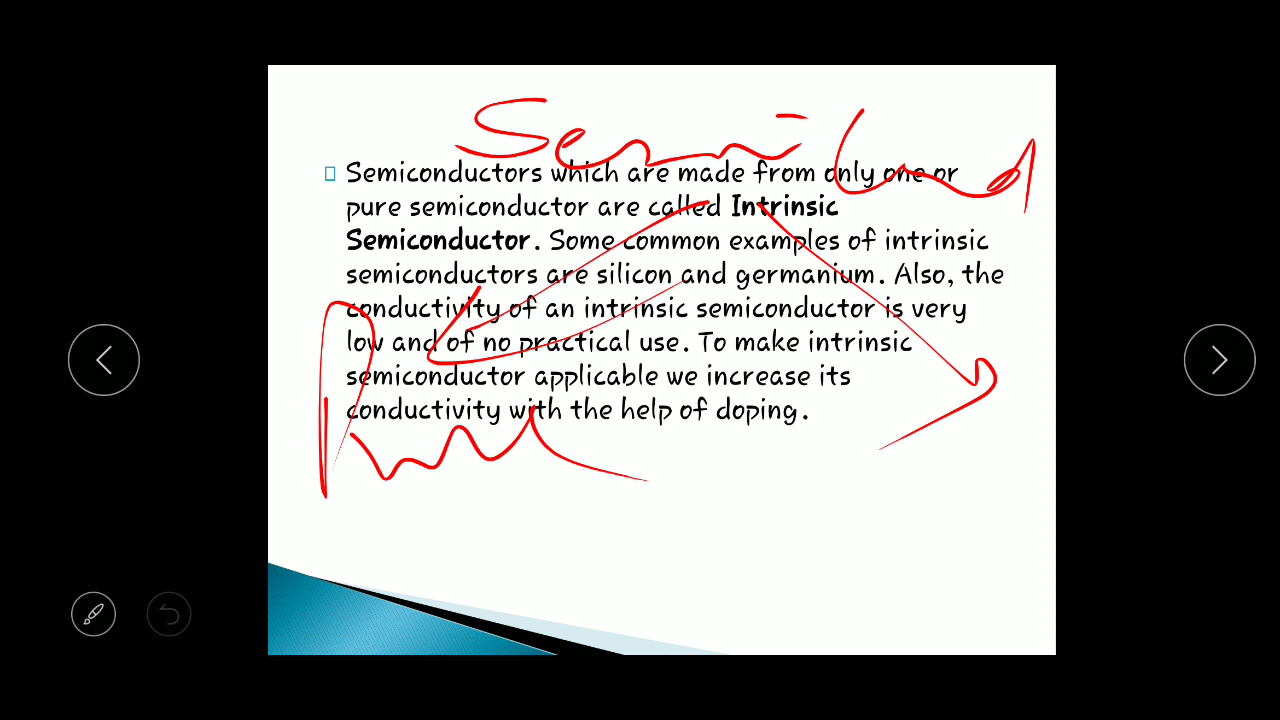 Semi Cond
Semiconductors which are made from only one or
pure semiconductor are called Intrinsic
Semiconductor. Some common examples of intrinsic
semiconductors are silicon and germanium. Also, the
conductivity of an intrinsic semiconductor is very
low and of no practical use. To make intrinsic
semiconductor applicable we increase its
conductivity with the help of doping.